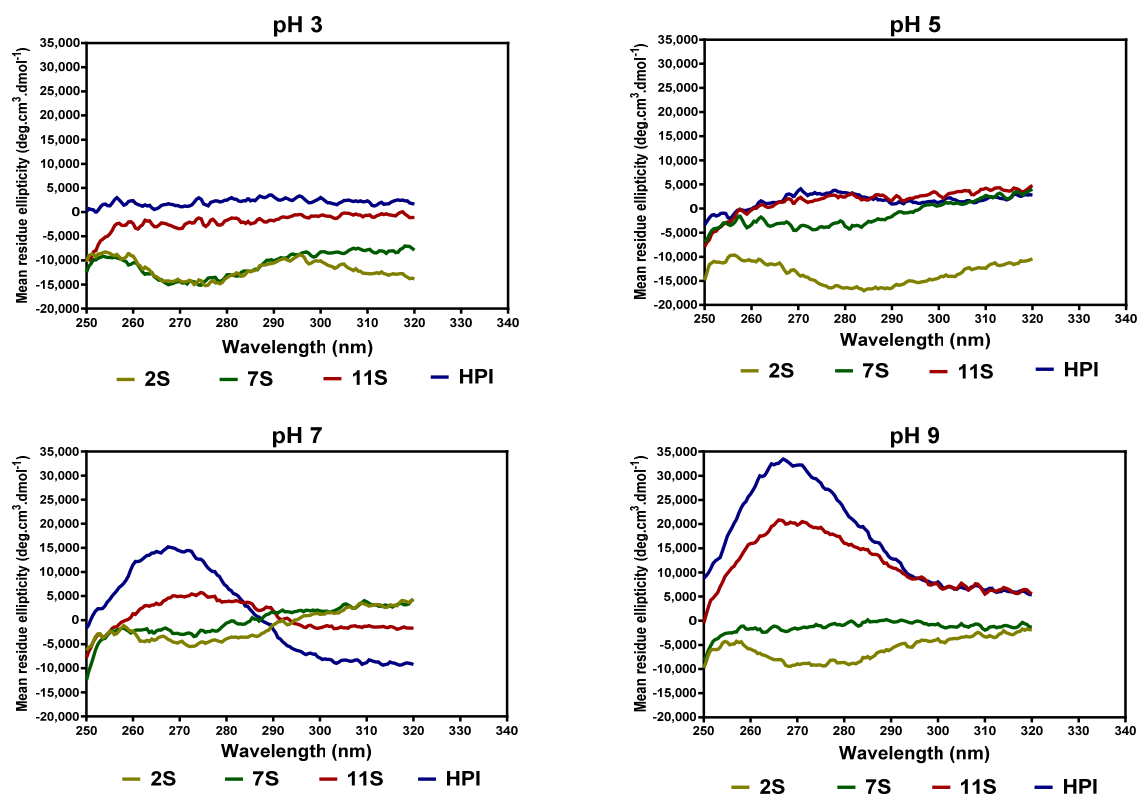 pH 3
Mean residue ellipticity (deg.cm3.dmol-1)
35,000
30,000
25,000
20,000
15,000
10,000
5,000
0
-5,000
-10,000
-15,000
-20,000
250 260 270 280 290 300 310 320 330 340
Wavelength (nm)
2S 7S 11S HPI
pH 5
Mean residue ellipticity (deg.cm3.dmol-1)
35,000
30,000
25,000
20,000
15,000
10,000
5,000
0
-5,000
-10,000
-15,000
-20,000
250 260 270 280 290 300 310 320 330 340
Wavelength (nm)
2S 7S 11S HPI
pH 7
Mean residue ellipticity (deg.cm3.dmol-1)
35,000
30,000
25,000
20,000
15,000
10,000
5,000
0
-5,000
-10,000
-15,000
-20,000
250 260 270 280 290 300 310 320 330 340
Wavelength (nm)
2S 7S 11S HPI
pH 9
Mean residue ellipticity (deg.cm3.dmol-1)
35,000
30,000
25,000
20,000
15,000
10,000
5,000
0
-5,000
-10,000
-15,000
-20,000
250 260 270 280 290 300 310 320 330 340
Wavelength (nm)
2S 7S 11S HPI